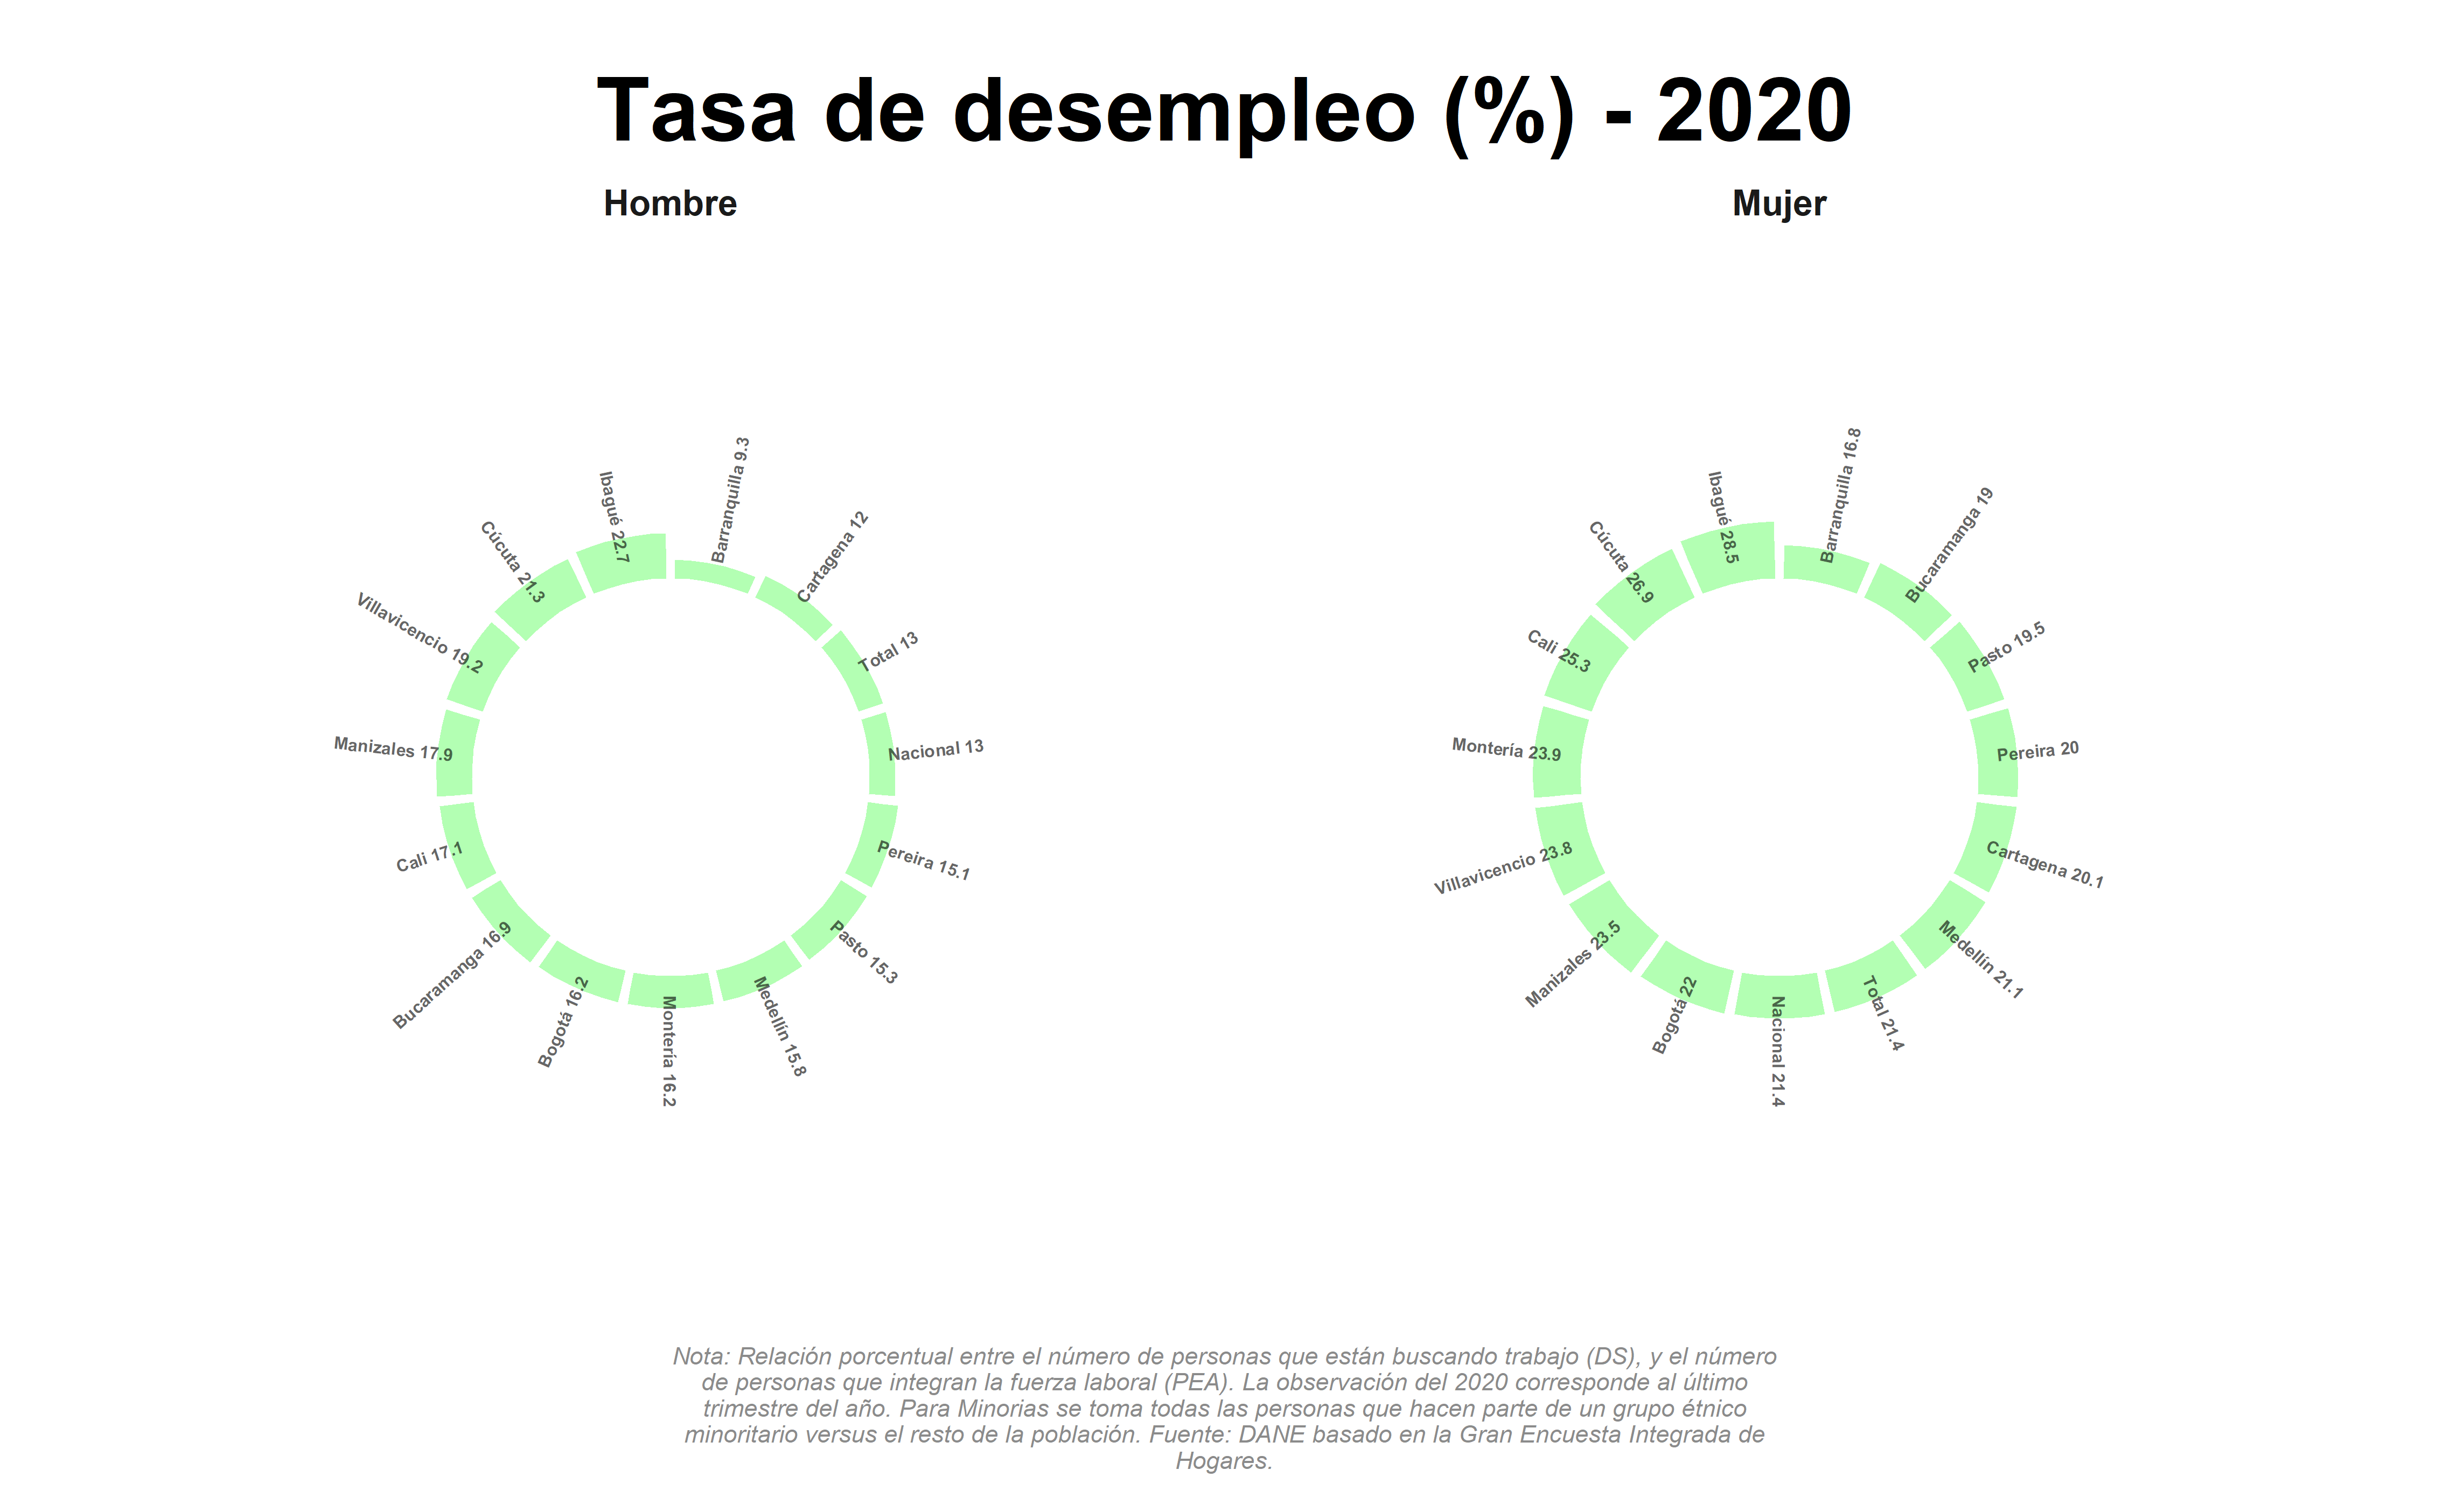 Tasa de desempleo (%) - 2020
Hombre
Barranquilla 9.3
Cartagena 12
Total 13
Nacional 13
Pereira 15.1
Pasto 15.3
Medellín 15.8
Montería 16.2
Bogotá 16.2
Bucaramanga 16.9
Cali 17.1
Manizales 17.9
Villavicencio 19.2
Cúcuta 21.3
Ibagué 22.7
Mujer
Barranquilla 16.8
Bucaramanga 19
Pasto 19.5
Pereira 20
Cartagena 20.1
Medellín 21.1
Total 21.4
Nacional 21.4
Bogotá 22
Manizales 23.5
Villavicencio 23.8
Montería 23.9
Cali 25.3
Cúcuta 26.9
Ibagué 28.5
Nota: Relación porcentual entre el número de personas que están buscando trabajo (DS), y el número
de personas que integran la fuerza laboral (PEA). La observación del 2020 corresponde al último
trimestre del año. Para Minorias se toma todas las personas que hacen parte de un grupo étnico
minoritario versus el resto de la población. Fuente: DANE basado en la Gran Encuesta Integrada de
Hogares.